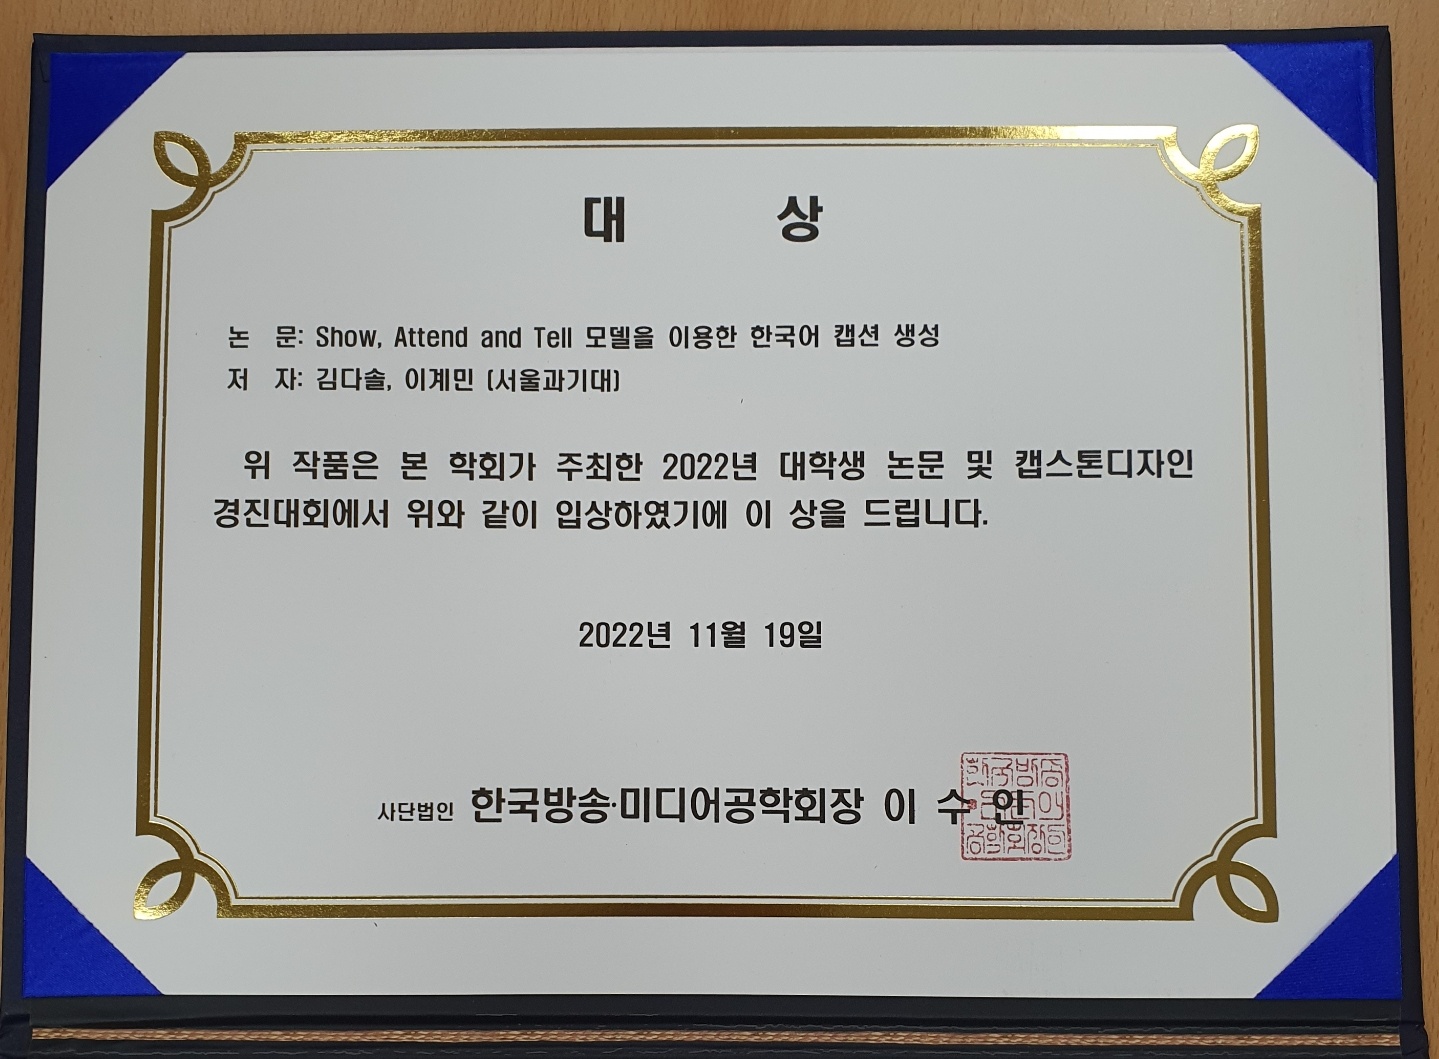 대 상
논 문: Show, Attend and Tell 모델을 이용한 한국어 캡션 생성
저 자: 김다솔, 이계민 (서울과기대)
위 작품은 본 학회가 주최한 2022년 대학생 논문 및 캡스톤디자인
경진대회에서 위와 같이 입상하였기에 이 상을 드립니다.
2022년 11월 19일
사단법인 한국방송·미디어공학회장 이 수 인